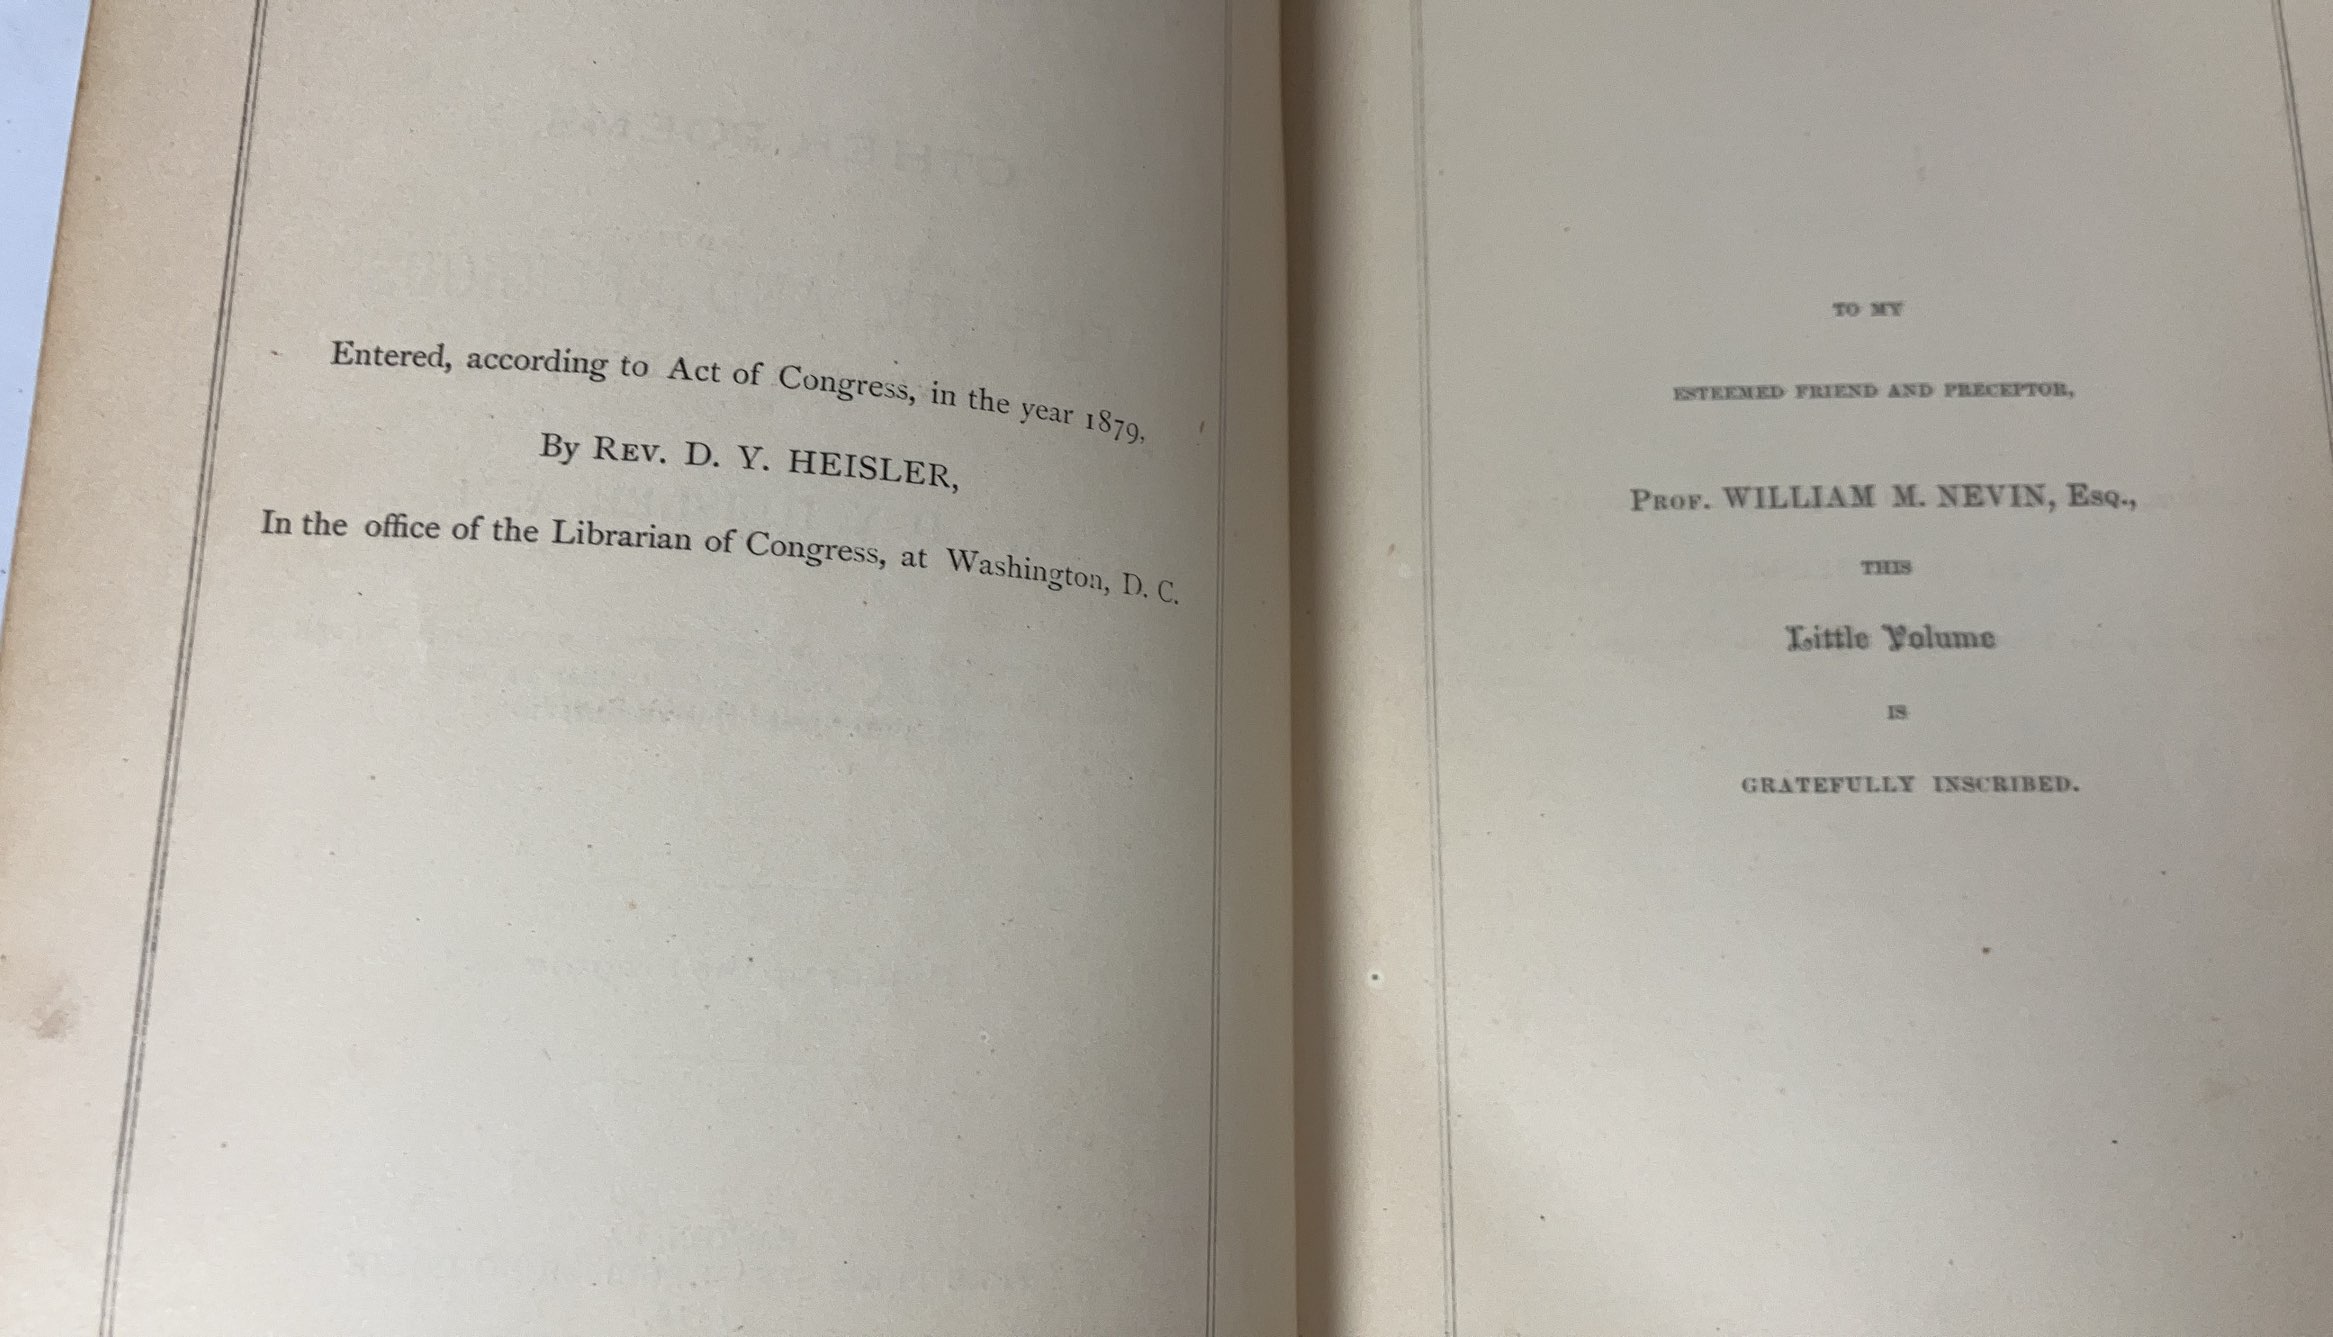 Entered, according to Act of Congress, in the year 1879,
By REV. D. Y. HEISLER,
In the office of the Librarian of Congress, at Washington, D. C.
TO MY
ESTEEMED FRIEND AND PRECEPTOR,
PROF. WILLIAM M. NEVIN, ESQ.,
THIS
Little Volume
IS
GRATEFULLY INSCRIBED.